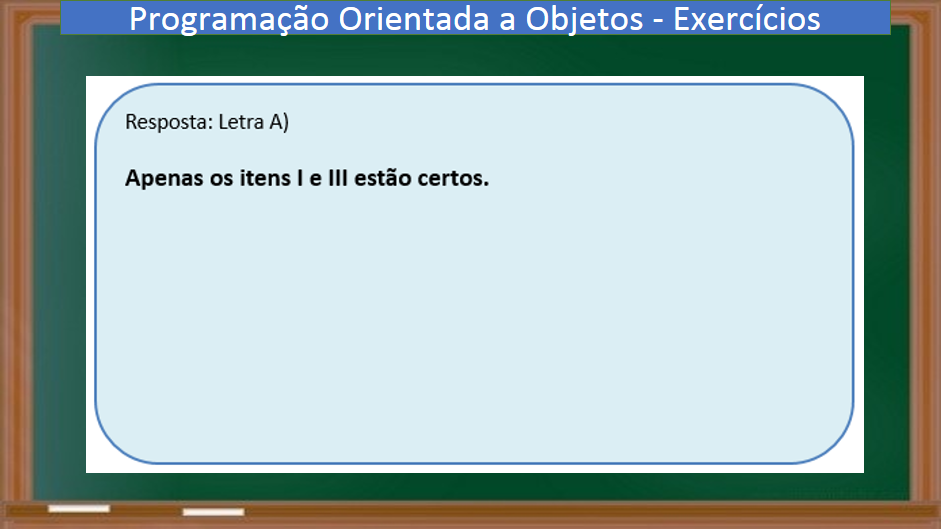 Programação Orientada a Objetos - Exercícios
Resposta: Letra A)
Apenas os itens I e III estão certos.